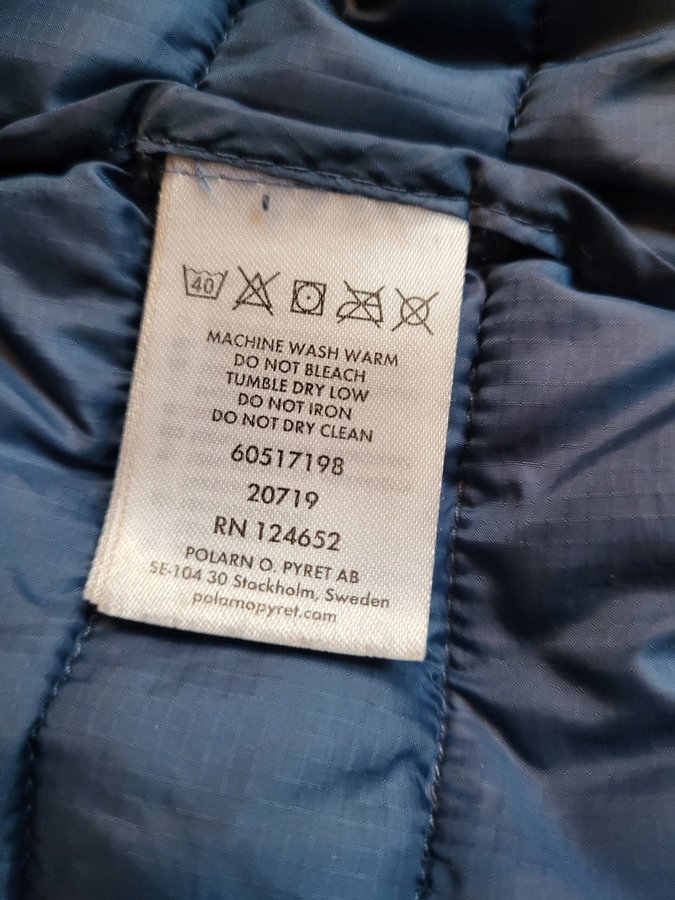 40
MACHINE WASH WARM
DO NOT BLEACH
TUMBLE DRY LOW
DO NOT IRON
DO NOT DRY CLEAN
60517198
20719
RN 124652
POLARN O. PYRET AB
SE-104 30 Stockholm, Sweden
polarnopyret.com